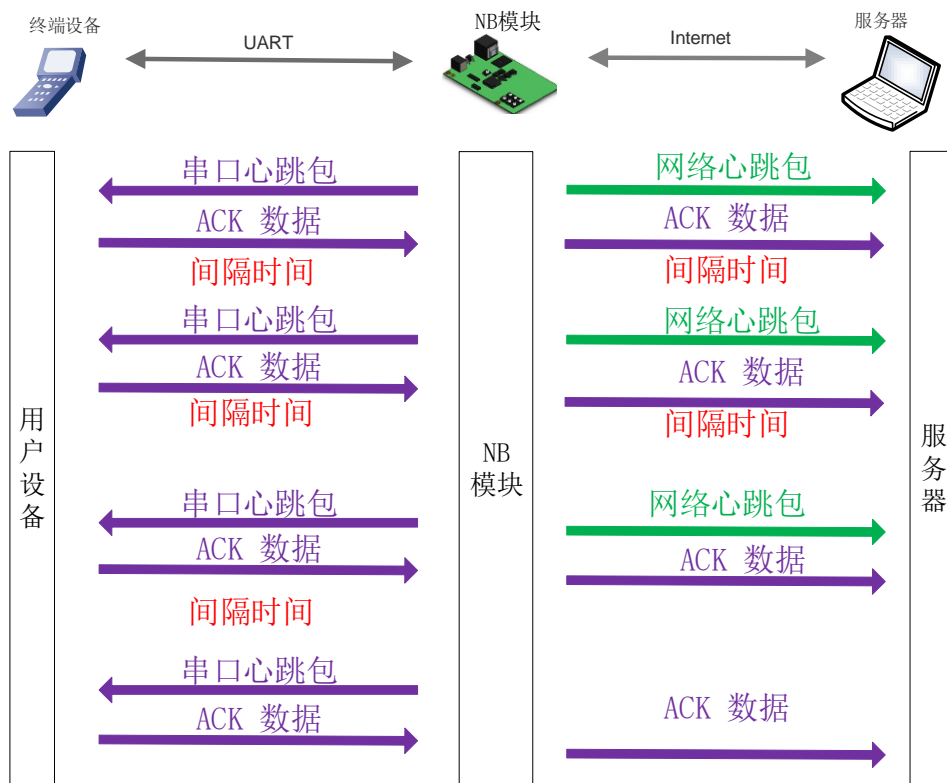 终端设备
UART
NB模块
Internet
服务器
串口心跳包
网络心跳包
ACK 数据
ACK 数据
间隔时间
间隔时间
串口心跳包
网络心跳包
ACK 数据
ACK 数据
间隔时间
间隔时间
用户设备
NB
模块
服务器
串口心跳包
网络心跳包
ACK 数据
ACK 数据
间隔时间
串口心跳包
ACK 数据
ACK 数据